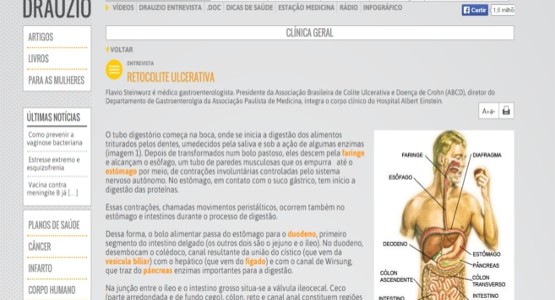 DRAUZIO
VÍDEOS DRAUZIO ENTREVISTA .DOC DICAS DE SAÚDE ESTAÇÃO MEDICINA RÁDIO INFOGRÁFICO
Curtir 1,6 milhõ
CLÍNICA GERAL
ARTIGOS
LIVROS
PARA AS MULHERES
VOLTAR
ENTREVISTA
RETOCOLITE ULCERATIVA
Flavio Steinwurz é médico gastroenterologista. Presidente da Associação Brasileira de Colite Ulcerativa e Doença de Crohn (ABCD), diretor do
Departamento de Gastroenterolgia da Associação Paulista de Medicina, integra o corpo clínico do Hospital Albert Einstein.
A+a-
ÚLTIMAS NOTÍCIAS
Como prevenir a
vaginose bacteriana
Estresse extremo e
esquizofrenia
Vacina contra
meningite B já [...]
PLANOS DE SAÚDE
CÂNCER
INFARTO
CORPO HUMANO
O tubo digestório começa na boca, onde se inicia a digestão dos alimentos
triturados pelos dentes, umedecidos pela saliva e sob a ação de algumas enzimas
(imagem 1). Depois de transformados num bolo pastoso, eles descem pela faringe
e alcançam o esôfago, um tubo de paredes musculosas que os empurra até o
estômago por meio, de contrações involuntárias controladas pelo sistema
nervoso autônomo. No estômago, em contato com o suco gástrico, tem início a
digestão das proteínas.
Essas contrações, chamadas movimentos peristálticos, ocorrem também no
estômago e intestinos durante o processo de digestão.
Dessa forma, o bolo alimentar passa do estômago para o duodeno, primeiro
segmento do intestino delgado (os outros dois são o jejuno e o íleo). No duodeno,
desembocam o colédoco, canal resultante da união do cístico (que vem da
vesícula biliar) com o hepático (que vem do fígado) e com o canal de Wirsung,
que traz do pâncreas enzimas importantes para a digestão.
Na junção entre o íleo e o intestino grosso situa-se a válvula ileocecal. Ceco
(parte arredondada e de fundo cego), cólon, reto e canal anal constituem regiões
FARINGE
DIAFRAGMA
ESÔFAGO
DEODENO
ESTÔMAGO
PÂNCREAS
CÓLON
ASCENDENTE
CÓLON
TRANSVERSO
INTESTINO
INTESTINO